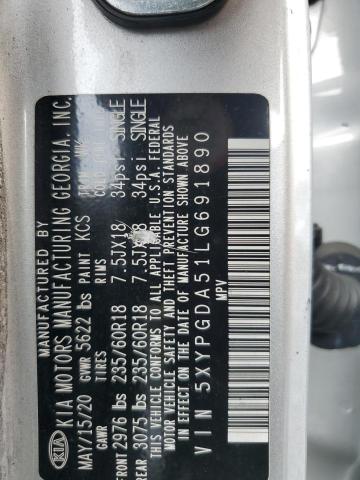 MANUFACTURED BY:
KIA MOTORS MANUFACTURING GEORGIA, INC.
KIA
MAY/15/20 GVWR 5622 lbs PAINT KCS
GAWR TIRES RIMS
FRONT 2976 lbs 235/60R18 7.5JX18 34psi SINGLE
REAR 3075 lbs 235/60R18 7.5JX18 34psi SINGLE
THIS VEHICLE CONFORMS TO ALL APPLICABLE U.S.A. FEDERAL
MOTOR VEHICLE SAFETY AND THEFT PREVENTION STANDARDS
IN EFFECT ON THE DATE OF MANUFACTURE SHOWN ABOVE.
VIN 5XYPGDA51LG691890
MPV